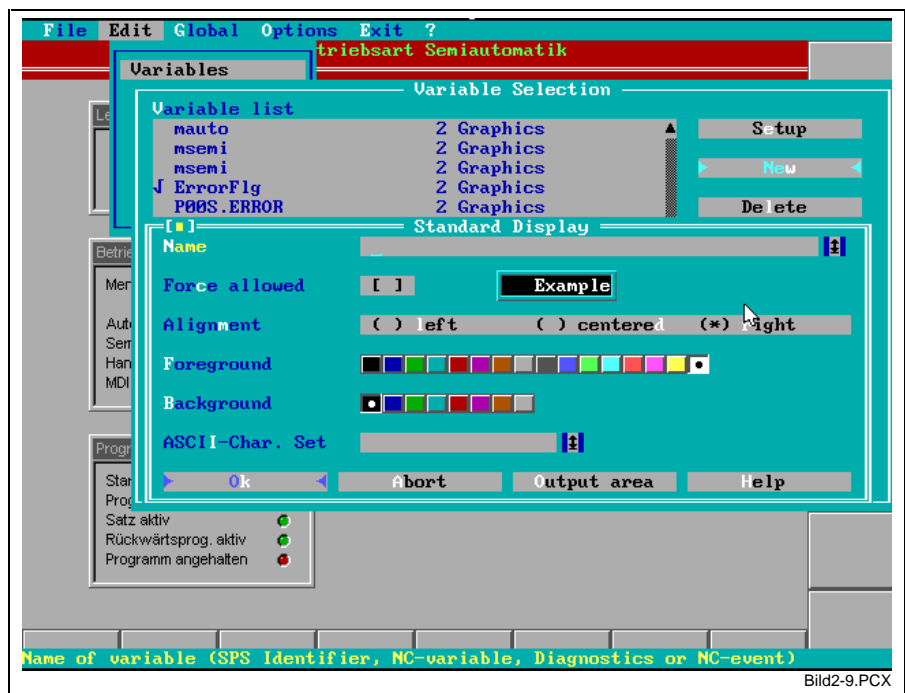 File Edit Global Options Exit ?
triebsart Semiautomatik
Variables
Variable Selection
Variable list
mauto 2 Graphics
msemi 2 Graphics
msemi 2 Graphics
√ ErrorFlg 2 Graphics
P00S.ERROR 2 Graphics
Setup
New
Delete
Le
[■] Standard Display
Name
Betrie
Force allowed [ ] Example
Mer
Alignment ( ) left ( ) centered (*) right
Auto
Sem
Foreground
Han
MDI
Background
ASCII-Char. Set
Progr
Ok Abort Output area Help
Star
Prog
Satz aktiv
Rückwärtsprog. aktiv
Programm angehalten
Name of variable (SPS Identifier, NC-variable, Diagnostics or NC-event)
Bild2-9.PCX